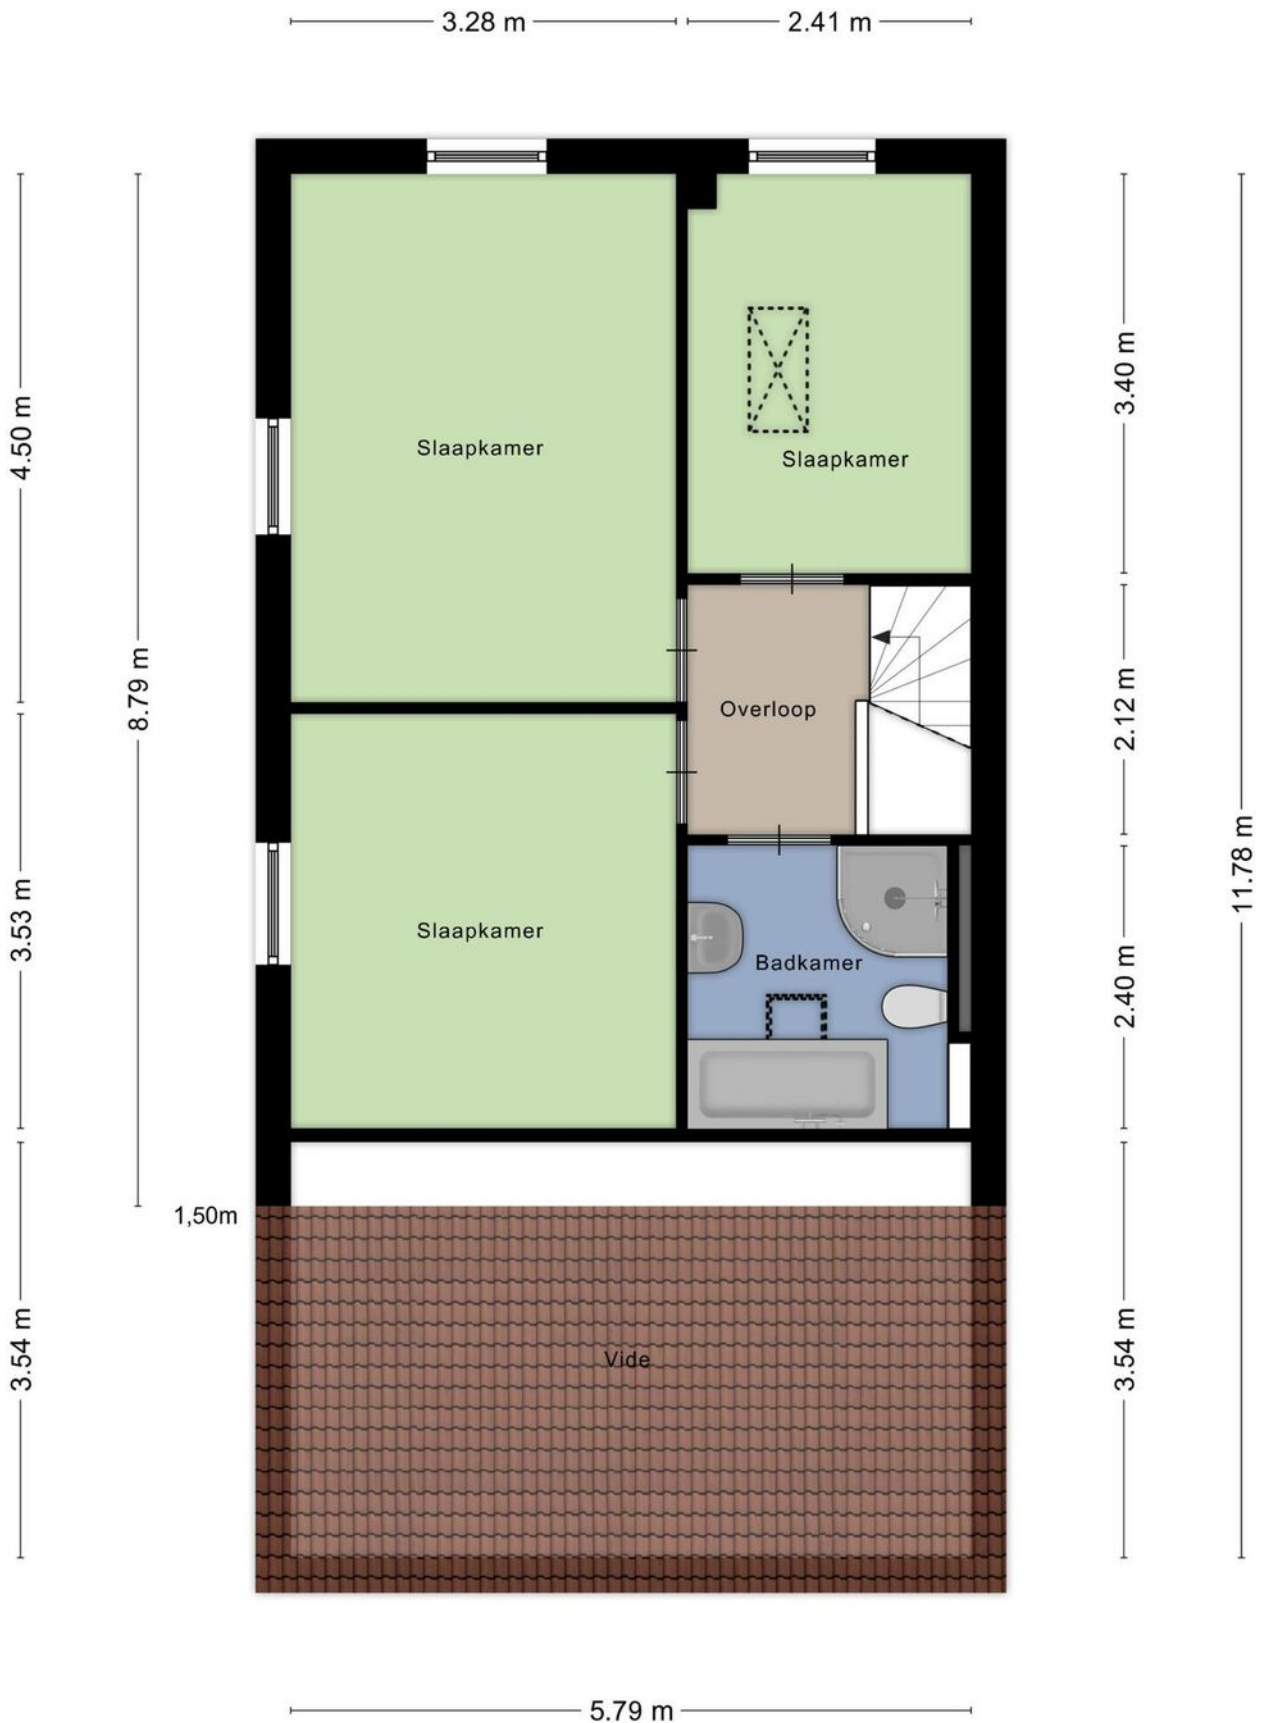 3.28 m
2.41 m
4.50 m
8.79 m
3.40 m
Slaapkamer
Slaapkamer
Overloop
2.12 m
11.78 m
3.53 m
Slaapkamer
Badkamer
2.40 m
1,50m
3.54 m
Vide
3.54 m
5.79 m